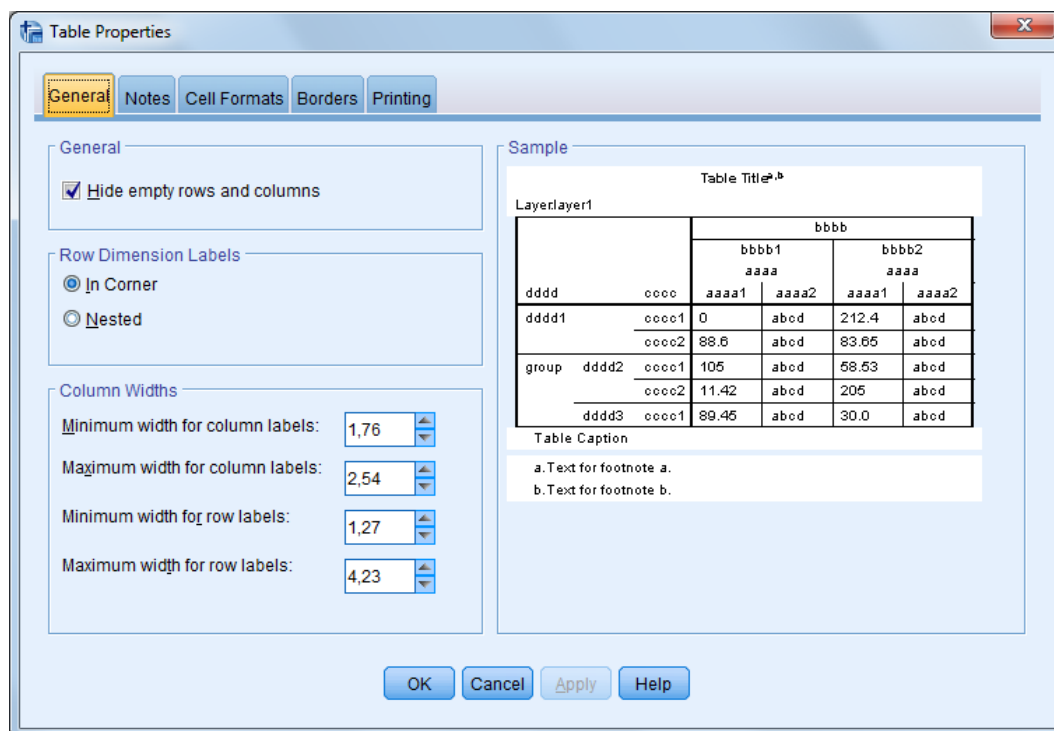 Table Properties
General Notes Cell Formats Borders Printing
General
Hide empty rows and columns
Row Dimension Labels
In Corner
Nested
Column Widths
Minimum width for column labels: 1,76
Maximum width for column labels: 2,54
Minimum width for row labels: 1,27
Maximum width for row labels: 4,23
Sample
Table Titleᵃ,ᵇ
Layer:layer1
bbbb
bbbb1 bbbb2
aaaa aaaa
dddd cccc aaaa1 aaaa2 aaaa1 aaaa2
dddd1 cccc1 0 abcd 212.4 abcd
cccc2 88.6 abcd 83.65 abcd
group dddd2 cccc1 105 abcd 58.53 abcd
cccc2 11.42 abcd 205 abcd
dddd3 cccc1 89.45 abcd 30.0 abcd
Table Caption
a.Text for footnote a.
b.Text for footnote b.
OK Cancel Apply Help